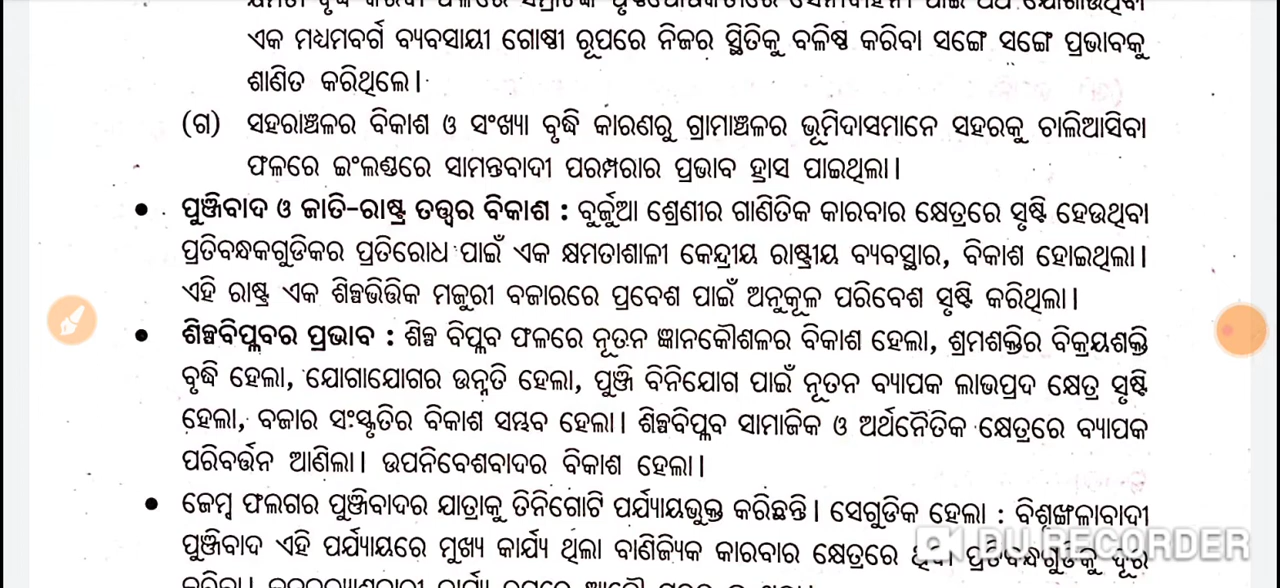 ଏକ ମଧ୍ୟମବର୍ଗ ବ୍ୟବସାୟୀ ଗୋଷ୍ଠୀ ରୂପରେ ନିଜର ସ୍ଥିତିକୁ ବଳିଷ୍ଠ କରିବା ସଙ୍ଗେ ସଙ୍ଗେ ପ୍ରଭାବକୁ
ଶାଣିତ କରିଥିଲେ।
(ଗ) ସହରାଞ୍ଚଳର ବିକାଶ ଓ ସଂଖ୍ୟା ବୃଦ୍ଧି କାରଣରୁ ଗ୍ରାମାଞ୍ଚଳର ଭୂମିଦାସମାନେ ସହରକୁ ଚାଲିଆସିବା
ଫଳରେ ଇଂଲଣ୍ଡରେ ସାମନ୍ତବାଦୀ ପରମ୍ପରାର ପ୍ରଭାବ ହ୍ରାସ ପାଇଥିଲା।
• ପୁଞ୍ଜିବାଦ ଓ ଜାତି-ରାଷ୍ଟ୍ର ତତ୍ତ୍ୱର ବିକାଶ : ବୁର୍ଜୁଆ ଶ୍ରେଣୀର ଗାଣିତିକ କାରବାର କ୍ଷେତ୍ରରେ ସୃଷ୍ଟି ହେଉଥିବା
ପ୍ରତିବନ୍ଧକଗୁଡିକର ପ୍ରତିରୋଧ ପାଇଁ ଏକ କ୍ଷମତାଶାଳୀ କେନ୍ଦ୍ରୀୟ ରାଷ୍ଟ୍ରୀୟ ବ୍ୟବସ୍ଥାର, ବିକାଶ ହୋଇଥିଲା।
ଏହି ରାଷ୍ଟ୍ର ଏକ ଶିଳ୍ପଭିତ୍ତିକ ମଜୁରୀ ବଜାରରେ ପ୍ରବେଶ ପାଇଁ ଅନୁକୂଳ ପରିବେଶ ସୃଷ୍ଟି କରିଥିଲା।
• ଶିଳ୍ପବିପ୍ଳବର ପ୍ରଭାବ : ଶିଳ୍ପ ବିପ୍ଳବ ଫଳରେ ନୂତନ ଜ୍ଞାନକୌଶଳର ବିକାଶ ହେଲା, ଶ୍ରମଶକ୍ତିର ବିକ୍ରୟଶକ୍ତି
ବୃଦ୍ଧି ହେଲା, ଯୋଗାଯୋଗର ଉନ୍ନତି ହେଲା, ପୁଞ୍ଜି ବିନିଯୋଗ ପାଇଁ ନୂତନ ବ୍ୟାପକ ଲାଭପ୍ରଦ କ୍ଷେତ୍ର ସୃଷ୍ଟି
ହେଲା, ବଜାର ସଂସ୍କୃତିର ବିକାଶ ସମ୍ଭବ ହେଲା। ଶିଳ୍ପବିପ୍ଳବ ସାମାଜିକ ଓ ଅର୍ଥନୈତିକ କ୍ଷେତ୍ରରେ ବ୍ୟାପକ
ପରିବର୍ତ୍ତନ ଆଣିଲା। ଉପନିବେଶବାଦର ବିକାଶ ହେଲା।
• ଜେମ୍ସ ଫଲଗର ପୁଞ୍ଜିବାଦର ଯାତ୍ରାକୁ ତିନିଗୋଟି ପର୍ଯ୍ୟାୟଭୁକ୍ତ କରିଛନ୍ତି। ସେଗୁଡିକ ହେଲା : ବିଶୃଙ୍ଖଳାବାଦୀ
ପୁଞ୍ଜିବାଦ ଏହି ପର୍ଯ୍ୟାୟରେ ମୁଖ୍ୟ କାର୍ଯ୍ୟ ଥିଲା ବାଣିଜ୍ୟିକ କାରବାର କ୍ଷେତ୍ରରେ ଥିବା ପ୍ରତିବନ୍ଧଗୁଡିକୁ ଦୂର
DU RECORDER